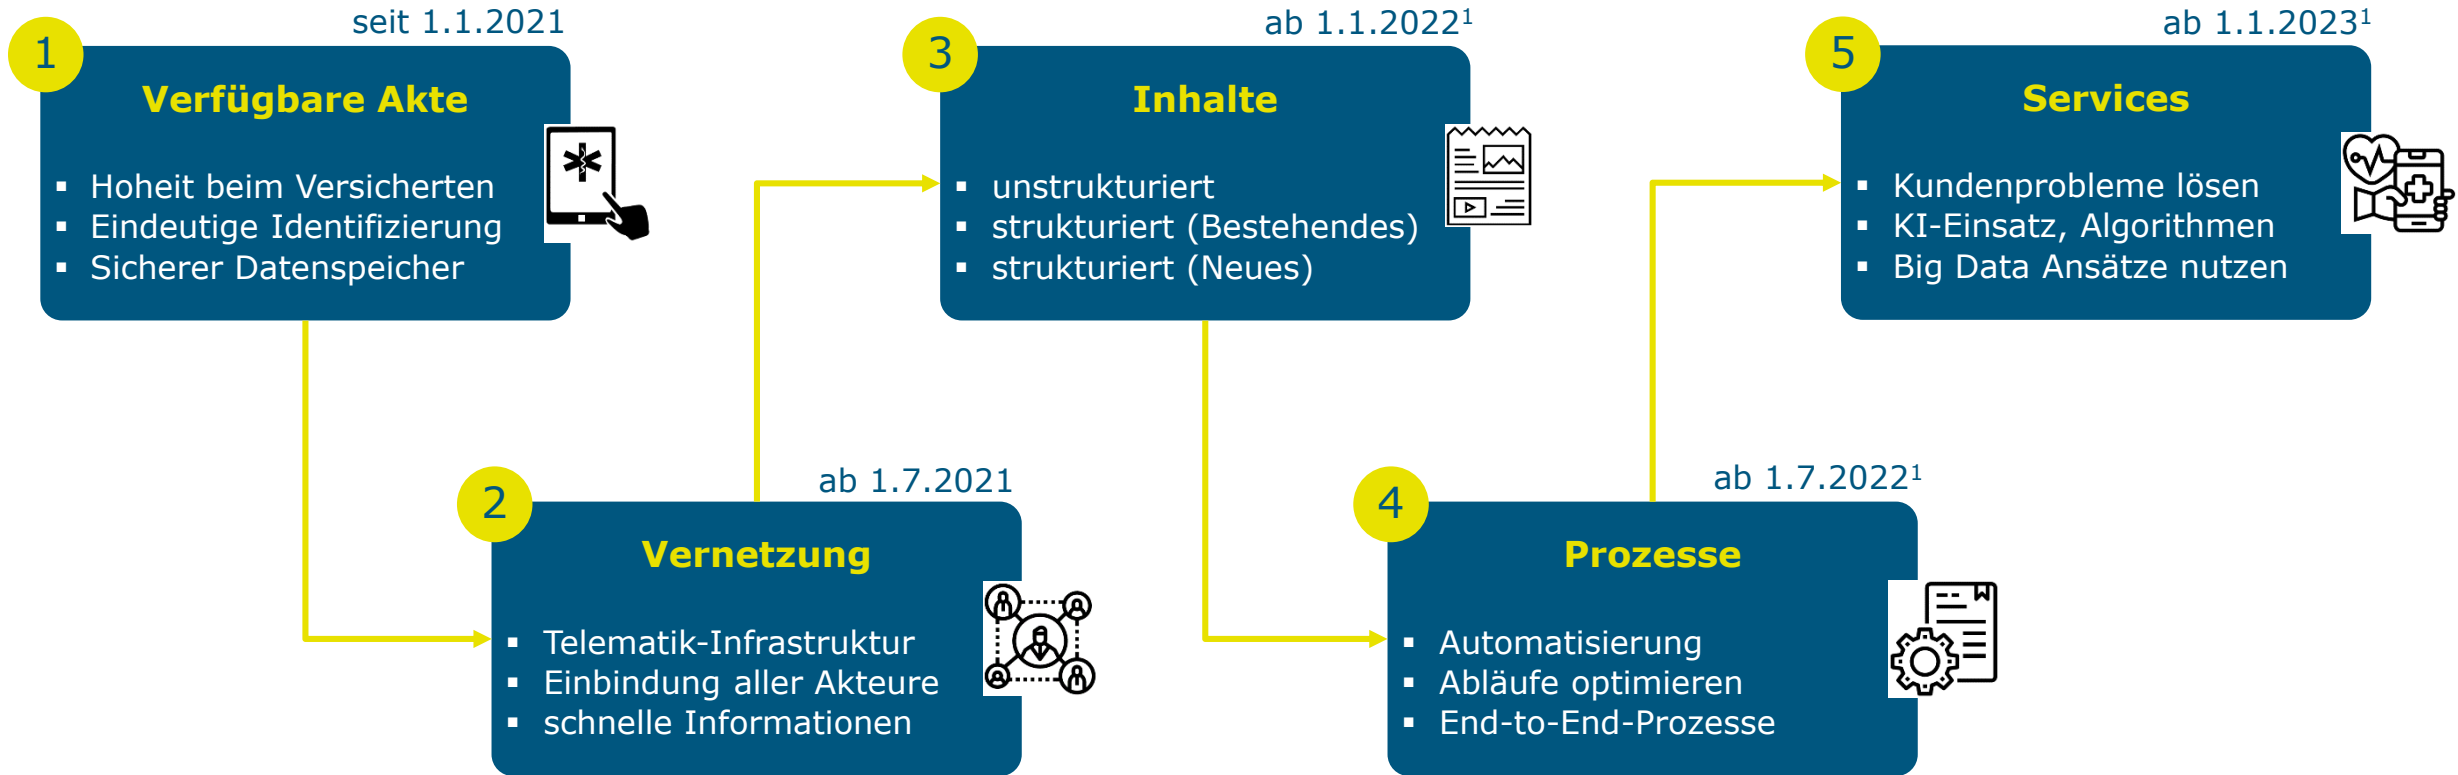 seit 1.1.2021
1
Verfügbare Akte
▪ Hoheit beim Versicherten
▪ Eindeutige Identifizierung
▪ Sicherer Datenspeicher
ab 1.7.2021
2
Vernetzung
▪ Telematik-Infrastruktur
▪ Einbindung aller Akteure
▪ schnelle Informationen
ab 1.1.2022¹
3
Inhalte
▪ unstrukturiert
▪ strukturiert (Bestehendes)
▪ strukturiert (Neues)
ab 1.7.2022¹
4
Prozesse
▪ Automatisierung
▪ Abläufe optimieren
▪ End-to-End-Prozesse
ab 1.1.2023¹
5
Services
▪ Kundenprobleme lösen
▪ KI-Einsatz, Algorithmen
▪ Big Data Ansätze nutzen